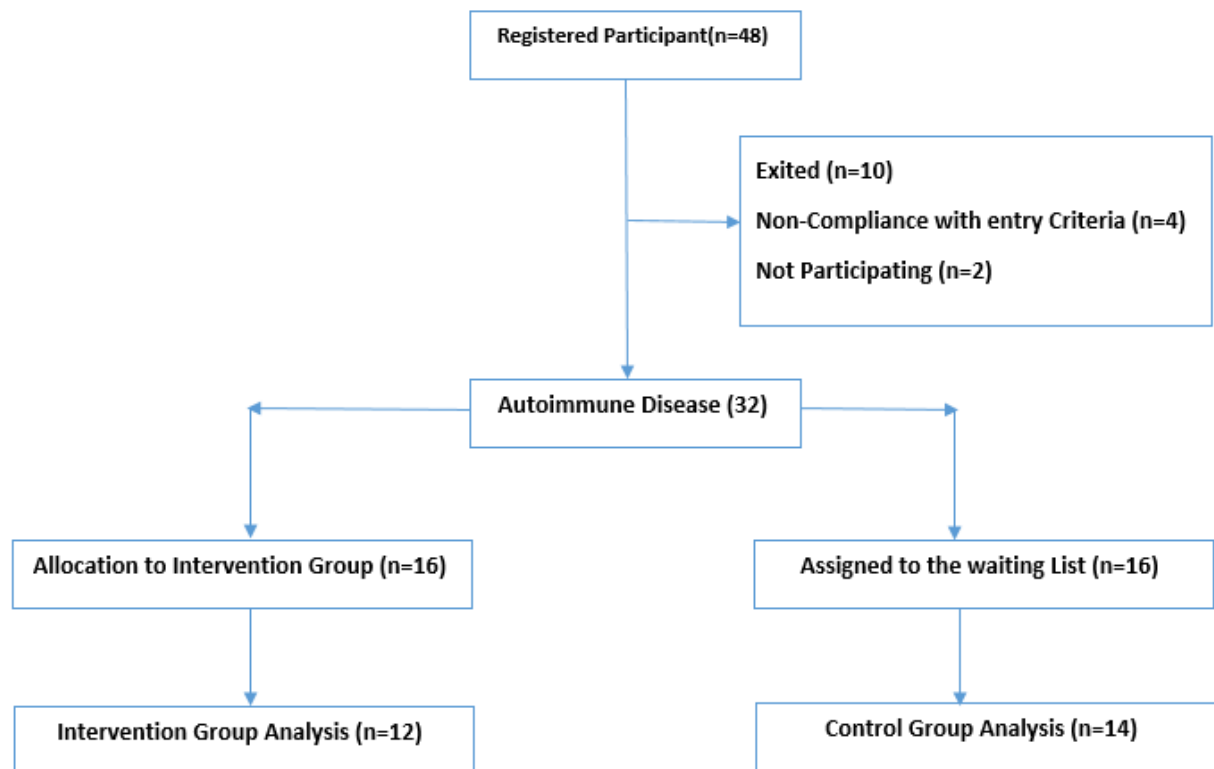 Registered Participant(n=48)
Exited (n=10)
Non-Compliance with entry Criteria (n=4)
Not Participating (n=2)
Autoimmune Disease (32)
Allocation to Intervention Group (n=16)
Assigned to the waiting List (n=16)
Intervention Group Analysis (n=12)
Control Group Analysis (n=14)